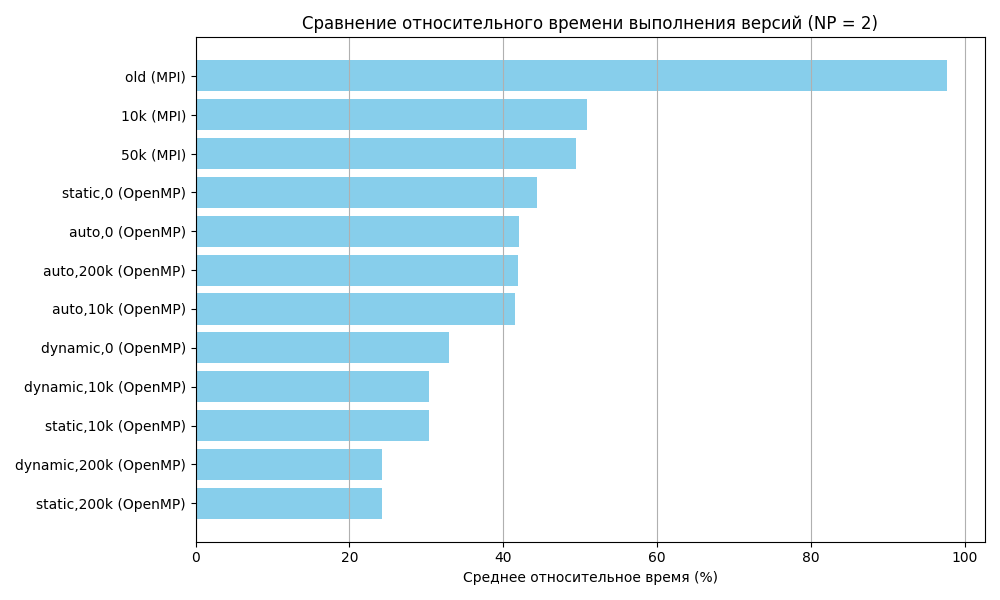 Сравнение относительного времени выполнения версий (NP = 2)
old (MPI)
10k (MPI)
50k (MPI)
static,0 (OpenMP)
auto,0 (OpenMP)
auto,200k (OpenMP)
auto,10k (OpenMP)
dynamic,0 (OpenMP)
dynamic,10k (OpenMP)
static,10k (OpenMP)
dynamic,200k (OpenMP)
static,200k (OpenMP)
0 20 40 60 80 100
Среднее относительное время (%)